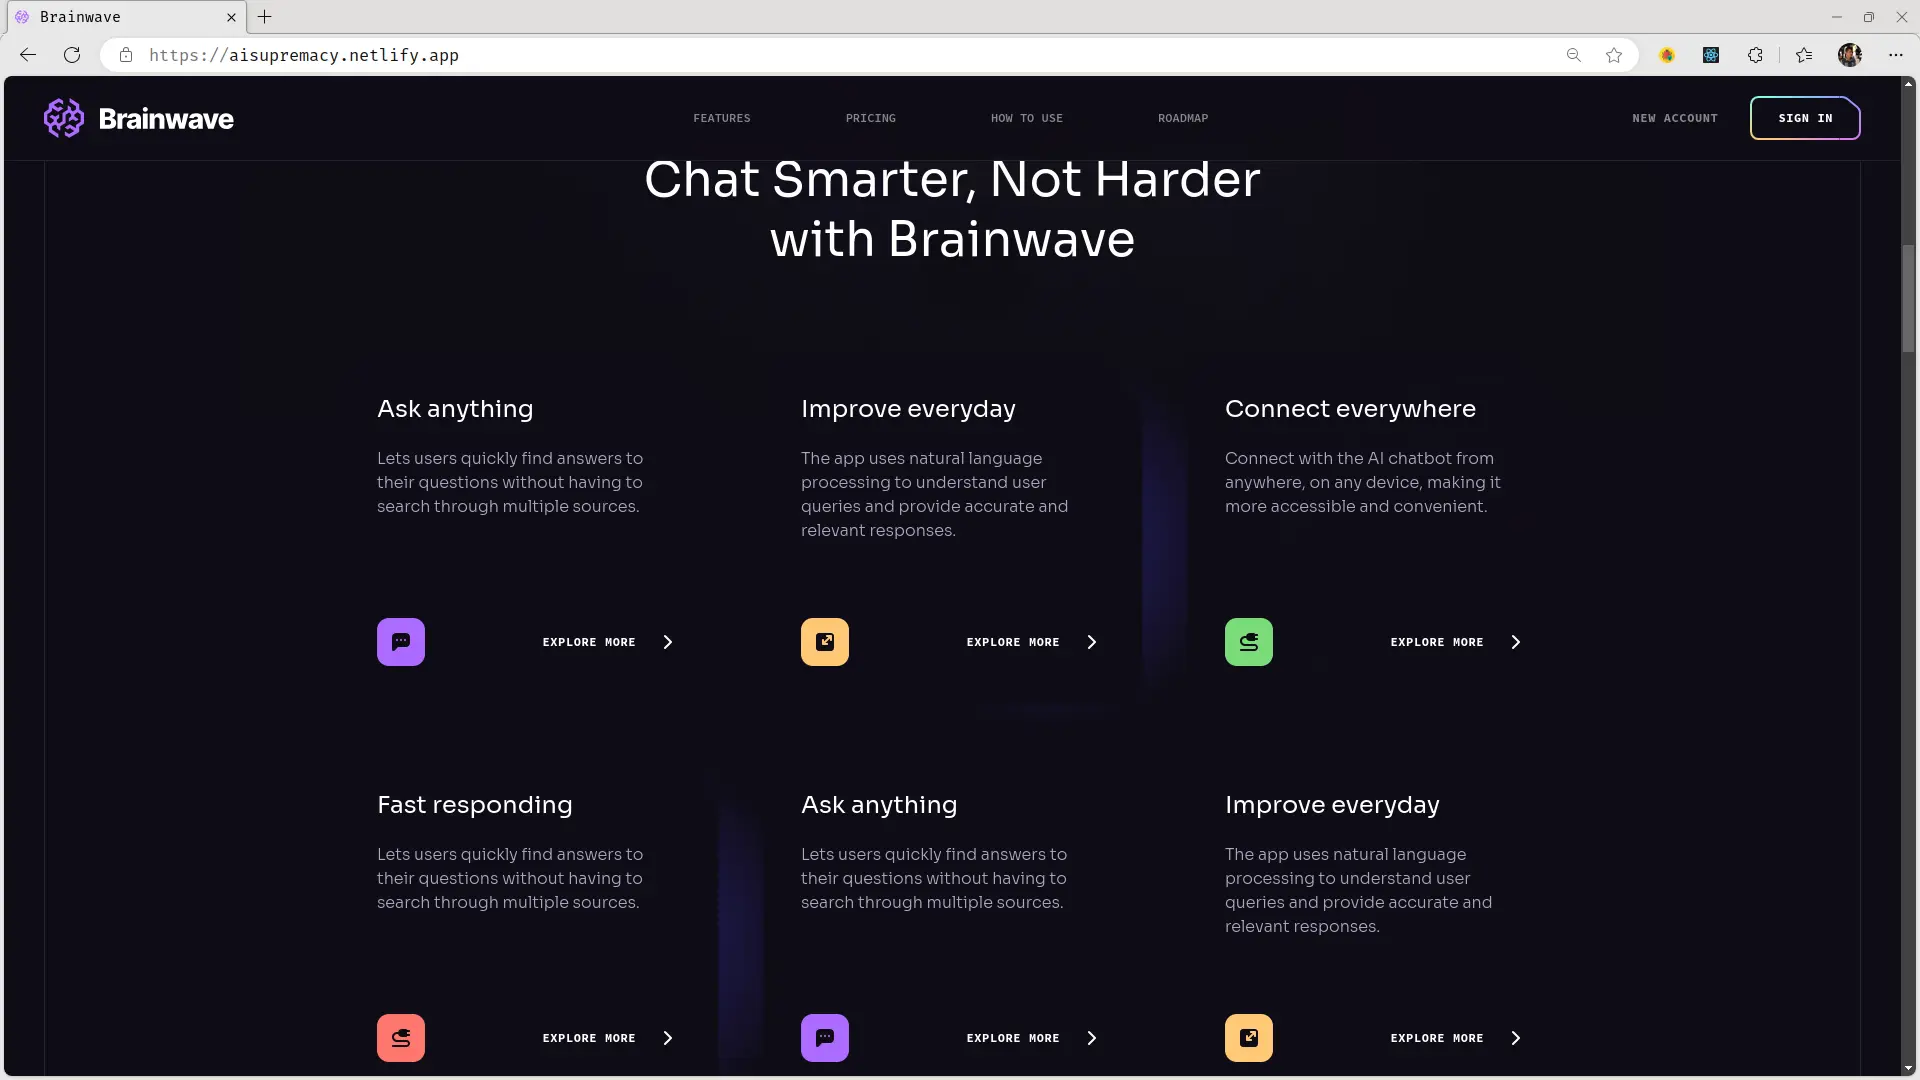 Brainwave
https://aisupremacy.netlify.app
Brainwave
FEATURES
PRICING
HOW TO USE
ROADMAP
NEW ACCOUNT
SIGN IN
Chat Smarter, Not Harder
with Brainwave
Ask anything
Lets users quickly find answers to
their questions without having to
search through multiple sources.
EXPLORE MORE
Improve everyday
The app uses natural language
processing to understand user
queries and provide accurate and
relevant responses.
EXPLORE MORE
Connect everywhere
Connect with the AI chatbot from
anywhere, on any device, making it
more accessible and convenient.
EXPLORE MORE
Fast responding
Lets users quickly find answers to
their questions without having to
search through multiple sources.
EXPLORE MORE
Ask anything
Lets users quickly find answers to
their questions without having to
search through multiple sources.
EXPLORE MORE
Improve everyday
The app uses natural language
processing to understand user
queries and provide accurate and
relevant responses.
EXPLORE MORE